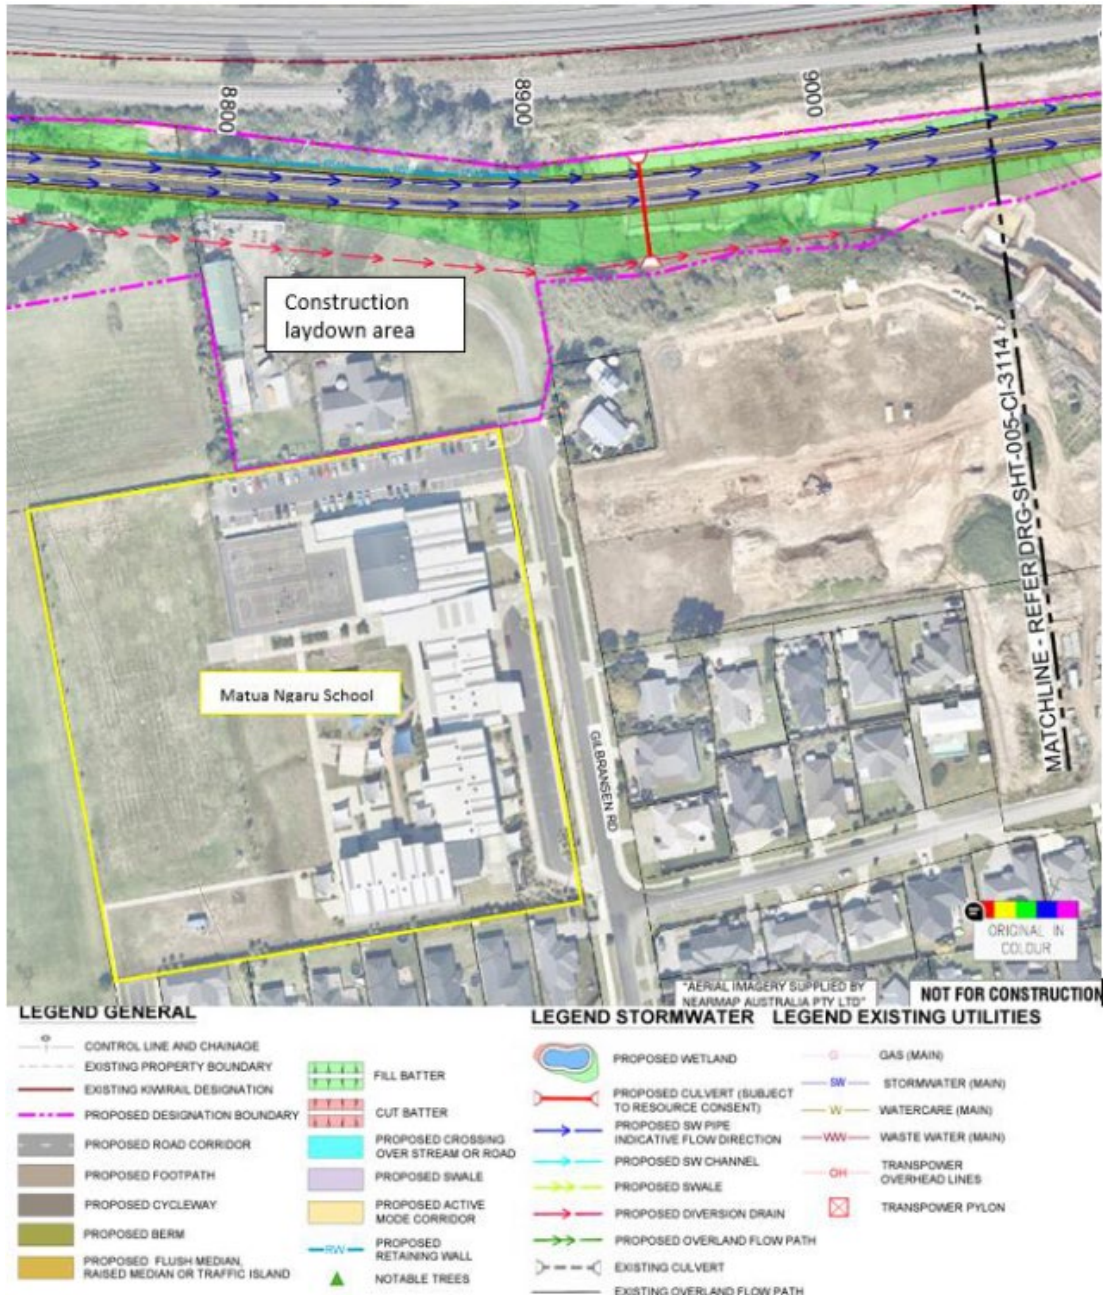 8800
8900
9000
Construction
laydown area
MATCHLINE - REFER DRG-SHT-005-CI-3114
Matua Ngaru School
GILBRANSEN RD
ORIGINAL IN
COLOUR
"AERIAL IMAGERY SUPPLIED BY
NEARMAP AUSTRALIA PTY LTD"
NOT FOR CONSTRUCTION
LEGEND GENERAL
CONTROL LINE AND CHAINAGE
EXISTING PROPERTY BOUNDARY
EXISTING KIWIRAIL DESIGNATION
PROPOSED DESIGNATION BOUNDARY
PROPOSED ROAD CORRIDOR
PROPOSED FOOTPATH
PROPOSED CYCLEWAY
PROPOSED BERM
PROPOSED FLUSH MEDIAN,
RAISED MEDIAN OR TRAFFIC ISLAND
FILL BATTER
CUT BATTER
PROPOSED CROSSING
OVER STREAM OR ROAD
PROPOSED SWALE
PROPOSED ACTIVE
MODE CORRIDOR
RW
PROPOSED
RETAINING WALL
NOTABLE TREES
LEGEND STORMWATER
PROPOSED WETLAND
PROPOSED CULVERT (SUBJECT
TO RESOURCE CONSENT)
PROPOSED SW PIPE
INDICATIVE FLOW DIRECTION
PROPOSED SW CHANNEL
PROPOSED SWALE
PROPOSED DIVERSION DRAIN
PROPOSED OVERLAND FLOW PATH
EXISTING CULVERT
EXISTING OVERLAND FLOW PATH
LEGEND EXISTING UTILITIES
G GAS (MAIN)
SW STORMWATER (MAIN)
W WATERCARE (MAIN)
WW WASTE WATER (MAIN)
OH TRANSPOWER
OVERHEAD LINES
TRANSPOWER PYLON